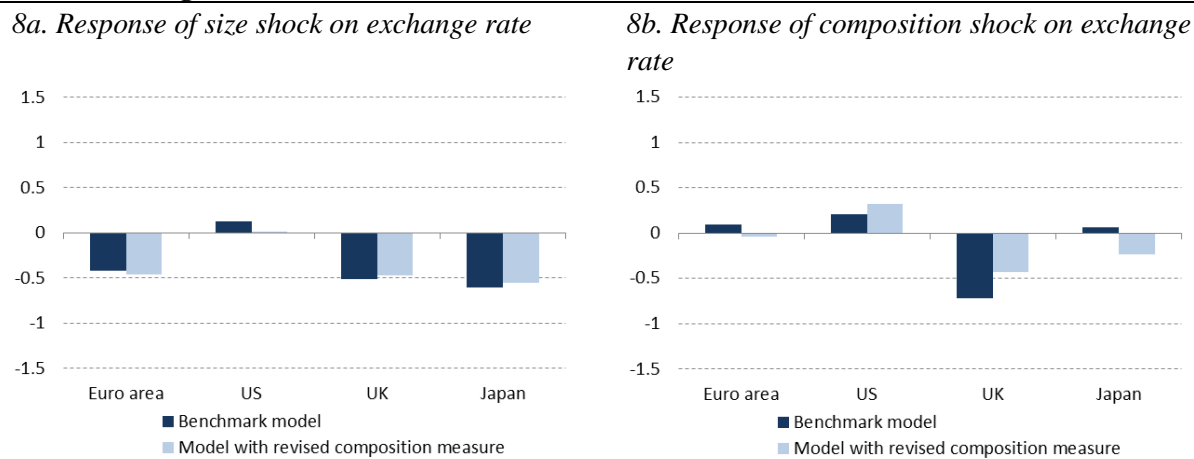 8a. Response of size shock on exchange rate
1.5
1
0.5
0
-0.5
-1
-1.5
Euro area US UK Japan
Benchmark model
Model with revised composition measure
8b. Response of composition shock on exchange
rate
1.5
1
0.5
0
-0.5
-1
-1.5
Euro area US UK Japan
Benchmark model
Model with revised composition measure